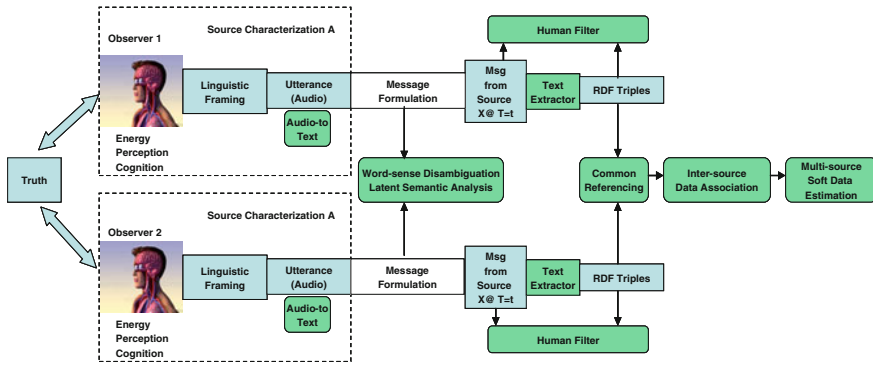 Human Filter
Source Characterization A
Observer 1
Linguistic
Framing
Utterance
(Audio)
Message
Formulation
Msg
from
Source
X@ T=t
Text
Extractor
RDF Triples
Audio-to
Text
Energy
Perception
Cognition
Truth
Word-sense Disambiguation
Latent Semantic Analysis
Common
Referencing
Inter-source
Data Association
Multi-source
Soft Data
Estimation
Source Characterization A
Observer 2
Linguistic
Framing
Utterance
(Audio)
Message
Formulation
Msg
from
Source
X@ T=t
Text
Extractor
RDF Triples
Audio-to
Text
Energy
Perception
Cognition
Human Filter